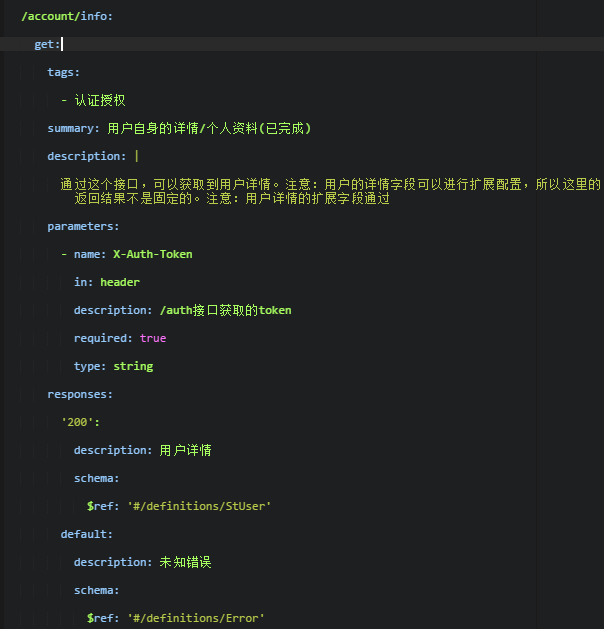 /account/info:
get:
tags:
- 认证授权
summary: 用户自身的详情/个人资料(已完成)
description: |
通过这个接口，可以获取到用户详情。注意：用户的详情字段可以进行扩展配置，所以这里的
返回结果不是固定的。注意：用户详情的扩展字段通过
parameters:
- name: X-Auth-Token
in: header
description: /auth接口获取的token
required: true
type: string
responses:
'200':
description: 用户详情
schema:
$ref: '#/definitions/StUser'
default:
description: 未知错误
schema:
$ref: '#/definitions/Error'